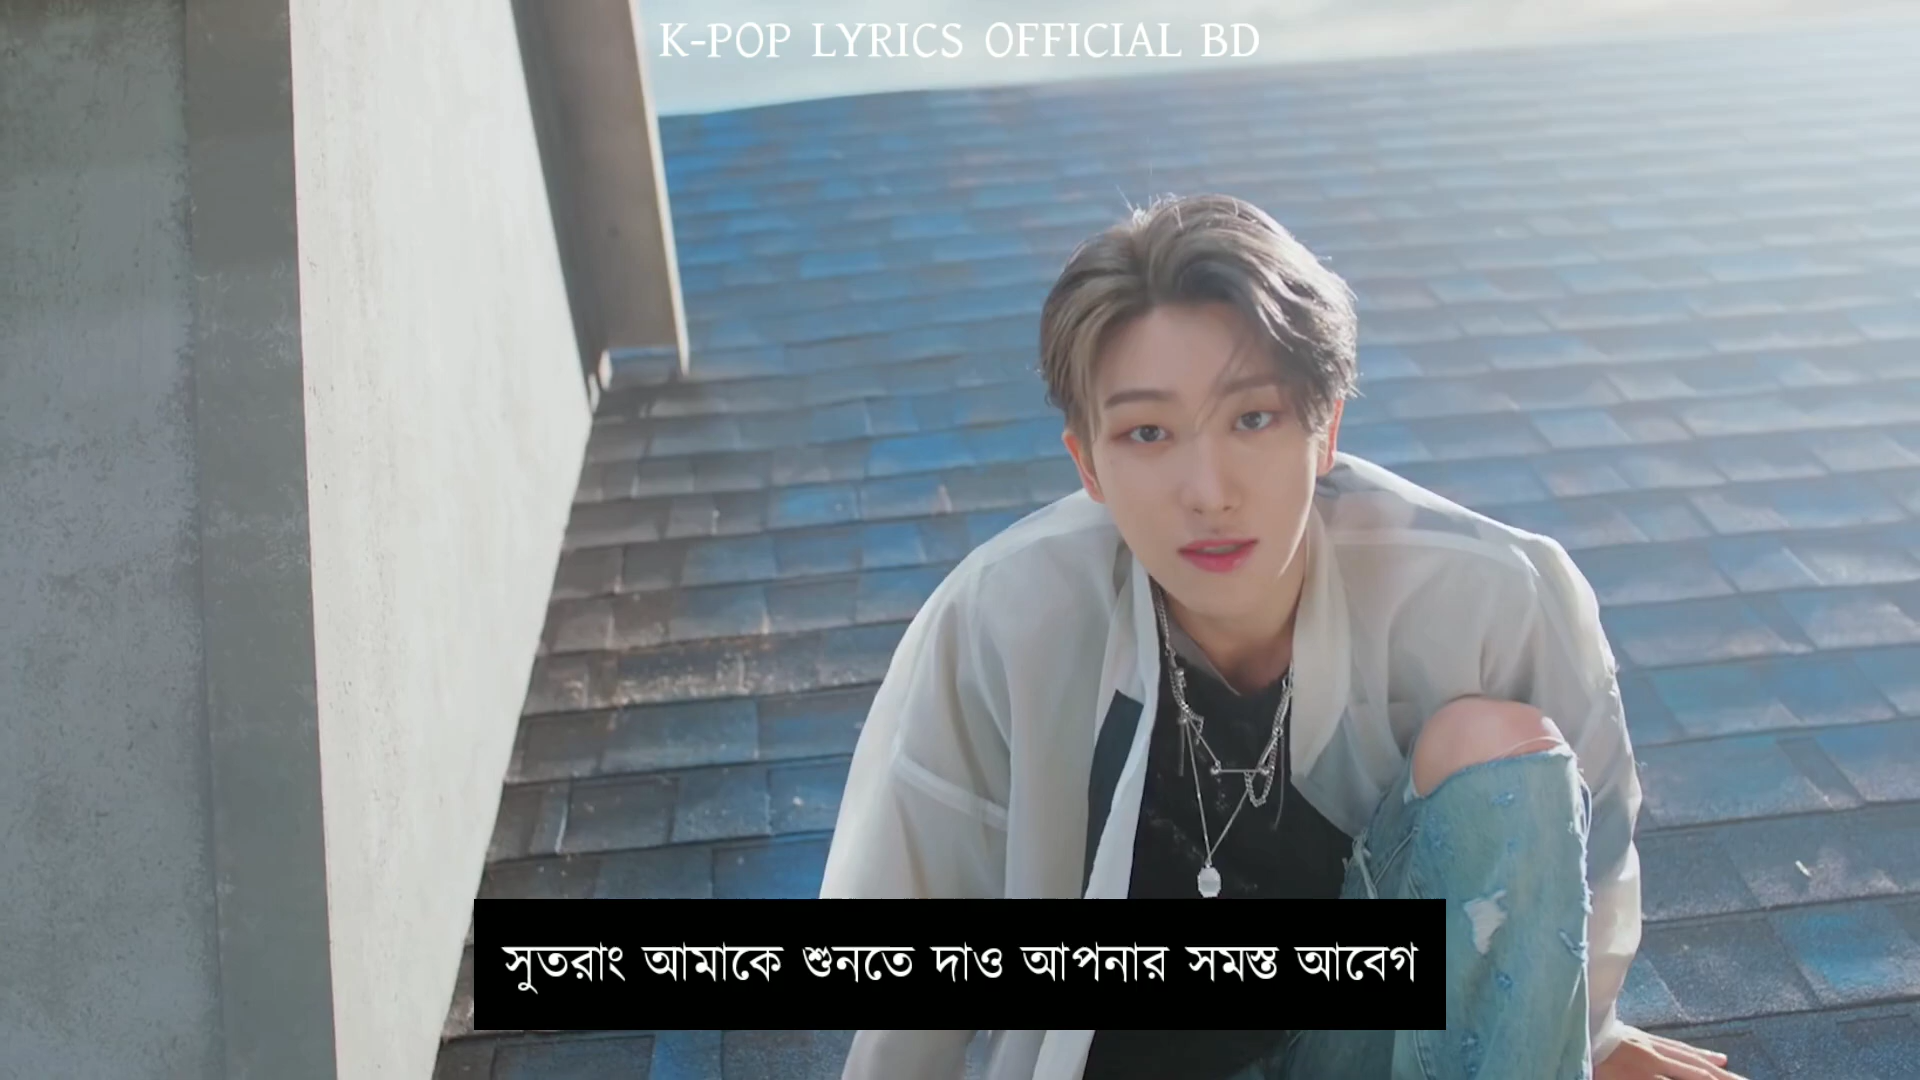 K-POP LYRICS OFFICIAL BD
সুতরাং আমাকে শুনতে দাও আপনার সমস্ত আবেগ